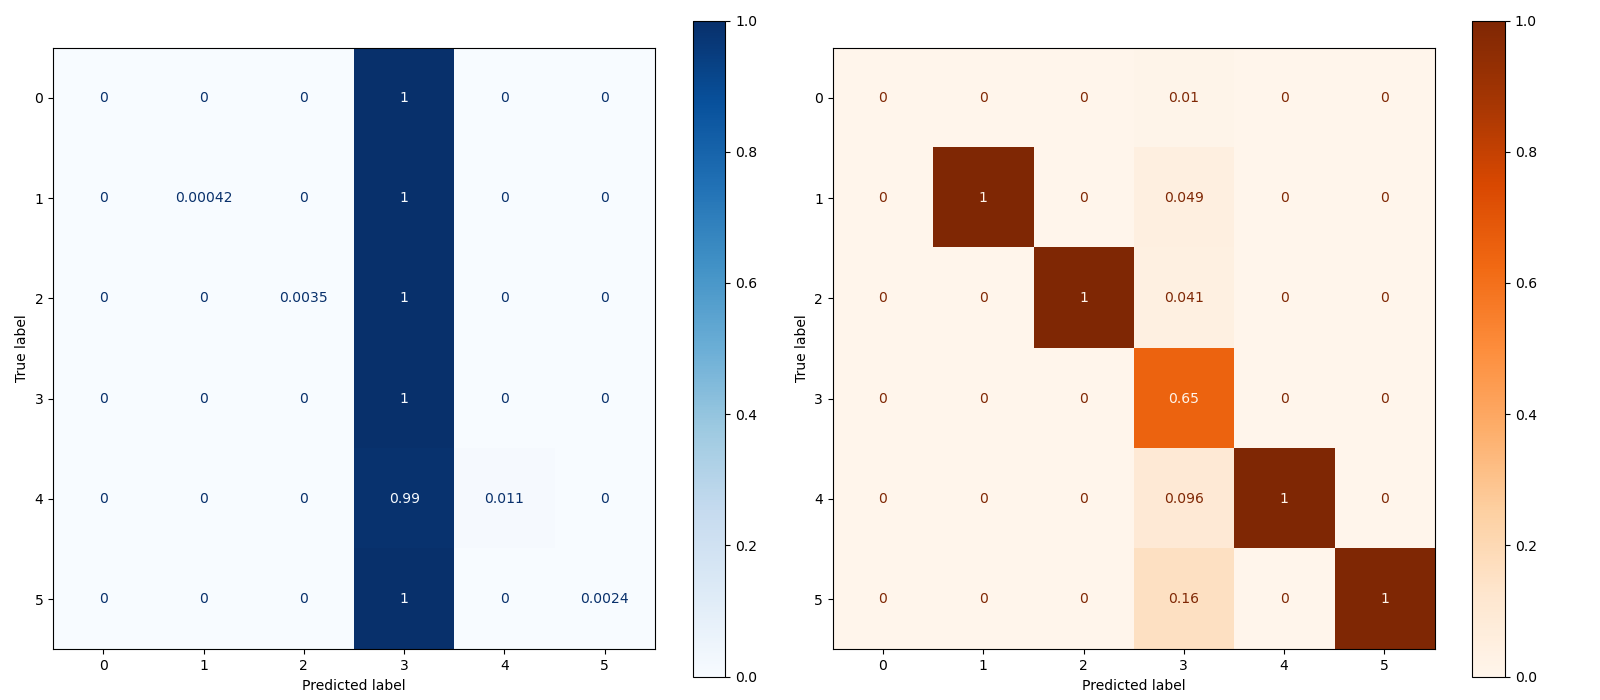 1.0
0 0 0 0 1 0 0
0.8
1 0 0.00042 0 1 0 0
0.6
2 0 0 0.0035 1 0 0
True label
3 0 0 0 1 0 0
0.4
4 0 0 0 0.99 0.011 0
0.2
5 0 0 0 1 0 0.0024
0.0
0 1 2 3 4 5
Predicted label
1.0
0 0 0 0 0.01 0 0
0.8
1 0 1 0 0.049 0 0
0.6
2 0 0 1 0.041 0 0
True label
3 0 0 0 0.65 0 0
0.4
4 0 0 0 0.096 1 0
0.2
5 0 0 0 0.16 0 1
0.0
0 1 2 3 4 5
Predicted label